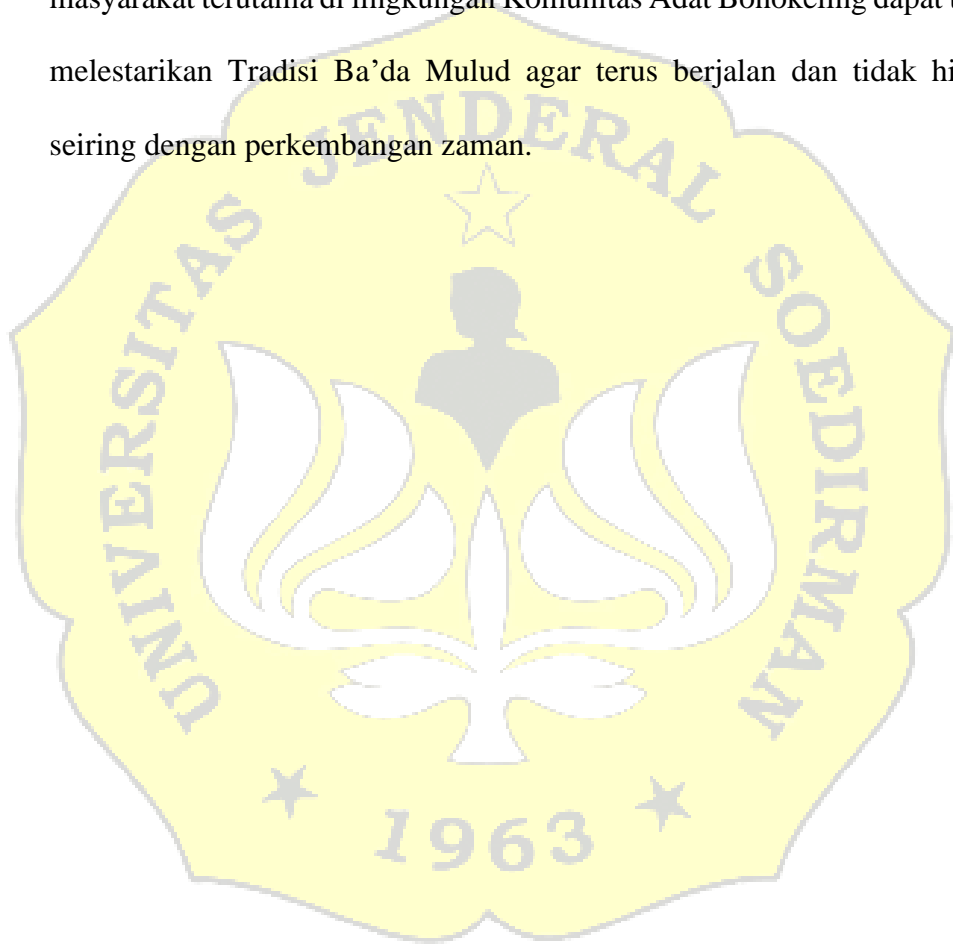 masyarakat terutama di lingkungan Komunitas Adat Bonokeling dapat
melestarikan Tradisi Ba’da Mulud agar terus berjalan dan tidak
seiring dengan perkembangan zaman.
UNIVERSITAS JENDERAL SOEDIRMAN
1963